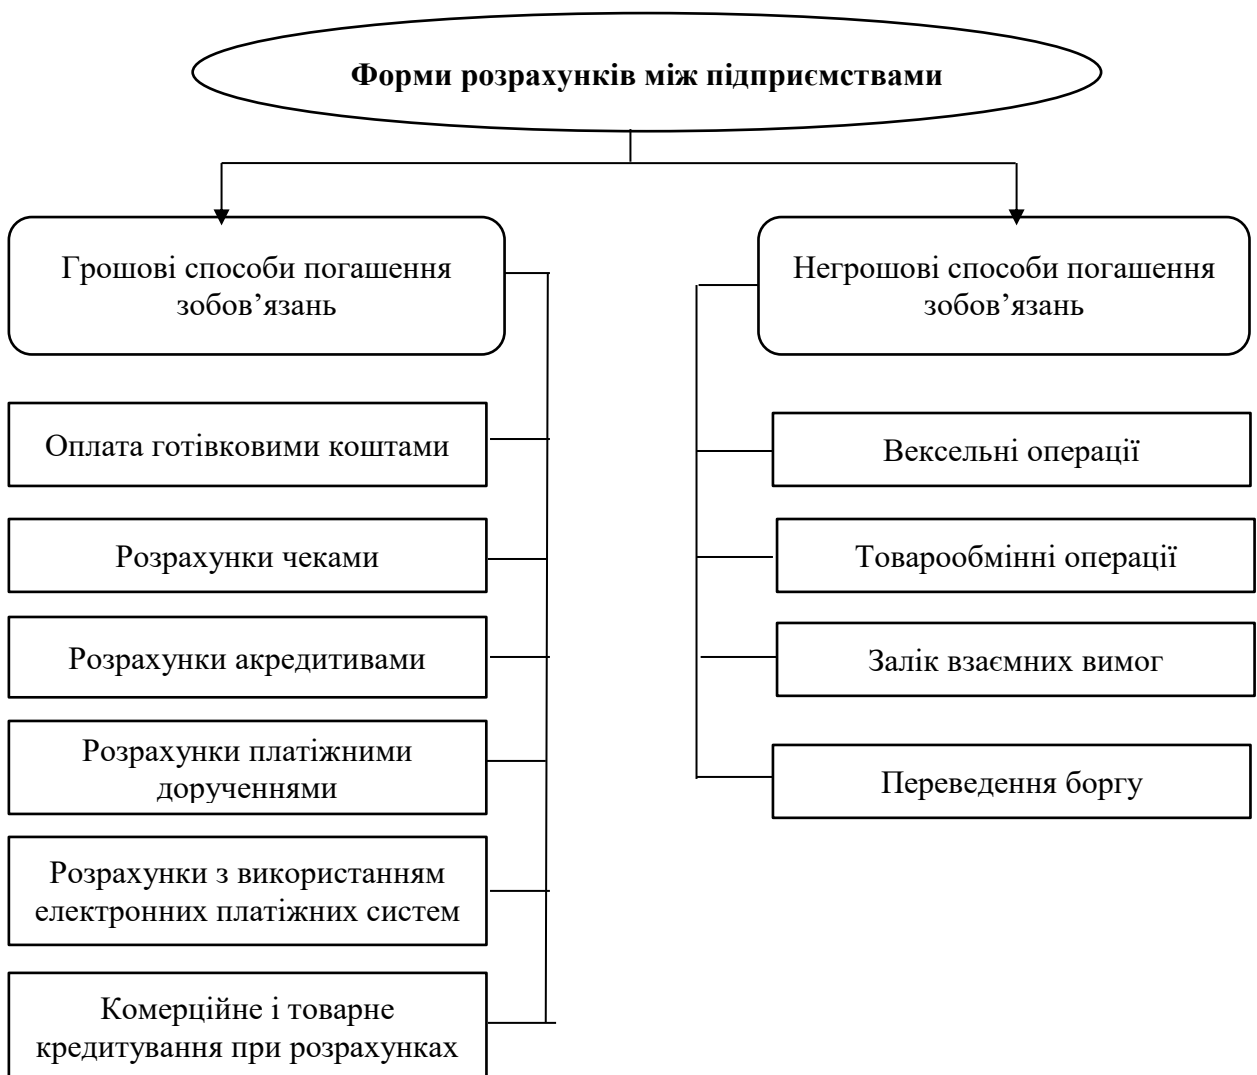 Форми розрахунків між підприємствами
Грошові способи погашення
зобов’язань
Негрошові способи погашення
зобов’язань
Оплата готівковими коштами
Розрахунки чеками
Розрахунки акредитивами
Розрахунки платіжними
дорученнями
Розрахунки з використанням
електронних платіжних систем
Комерційне і товарне
кредитування при розрахунках
Вексельні операції
Товарообмінні операції
Залік взаємних вимог
Переведення боргу